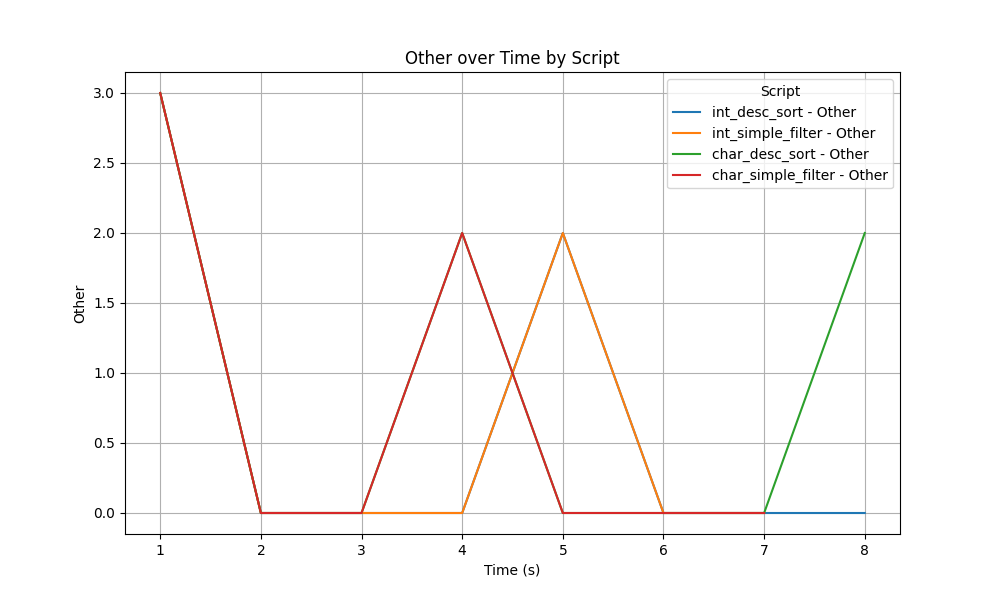 Other over Time by Script
3.0
2.5
2.0
1.5
1.0
0.5
0.0
Other
Script
int_desc_sort - Other
int_simple_filter - Other
char_desc_sort - Other
char_simple_filter - Other
1 2 3 4 5 6 7 8
Time (s)